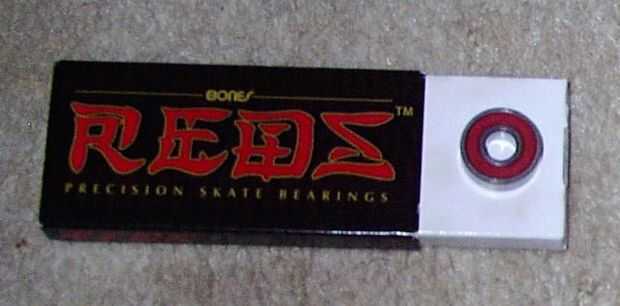 BONES
REDS™
PRECISION SKATE BEARINGS